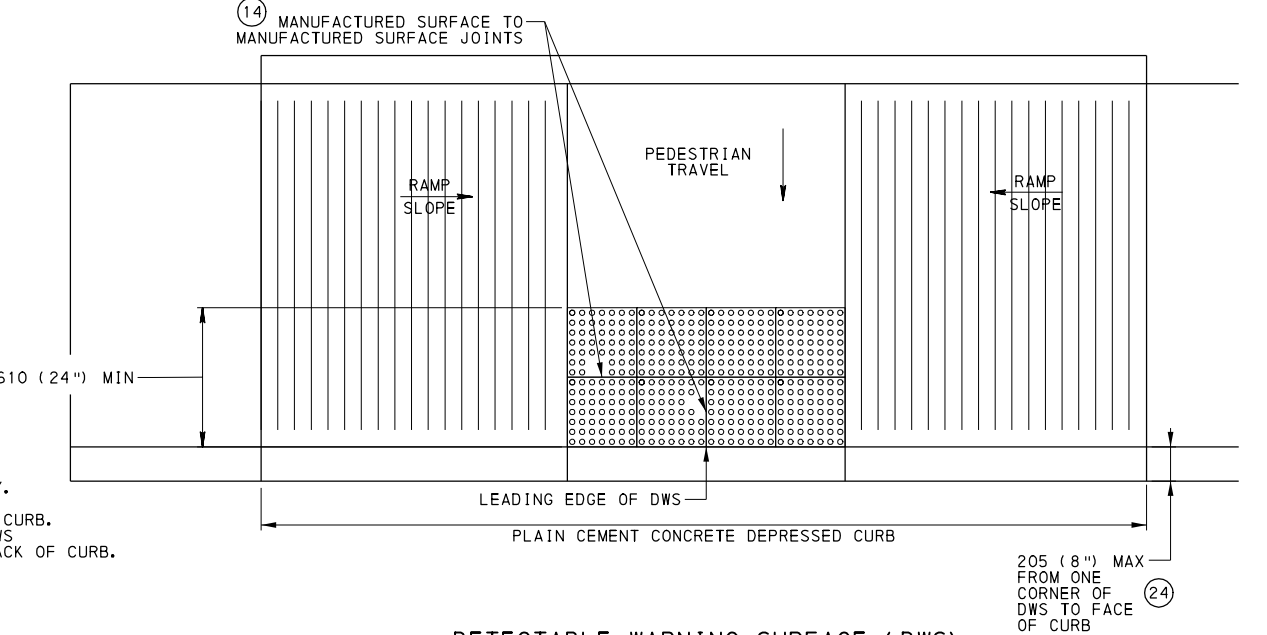 14 MANUFACTURED SURFACE TO
MANUFACTURED SURFACE JOINTS
PEDESTRIAN
TRAVEL
RAMP
SLOPE
RAMP
SLOPE
610 (24") MIN
LEADING EDGE OF DWS
CURB.
ACK OF CURB.
PLAIN CEMENT CONCRETE DEPRESSED CURB
205 (8") MAX
FROM ONE
CORNER OF 24
DWS TO FACE
OF CURB
DETECTABLE WARNING SURFACE (DWS)